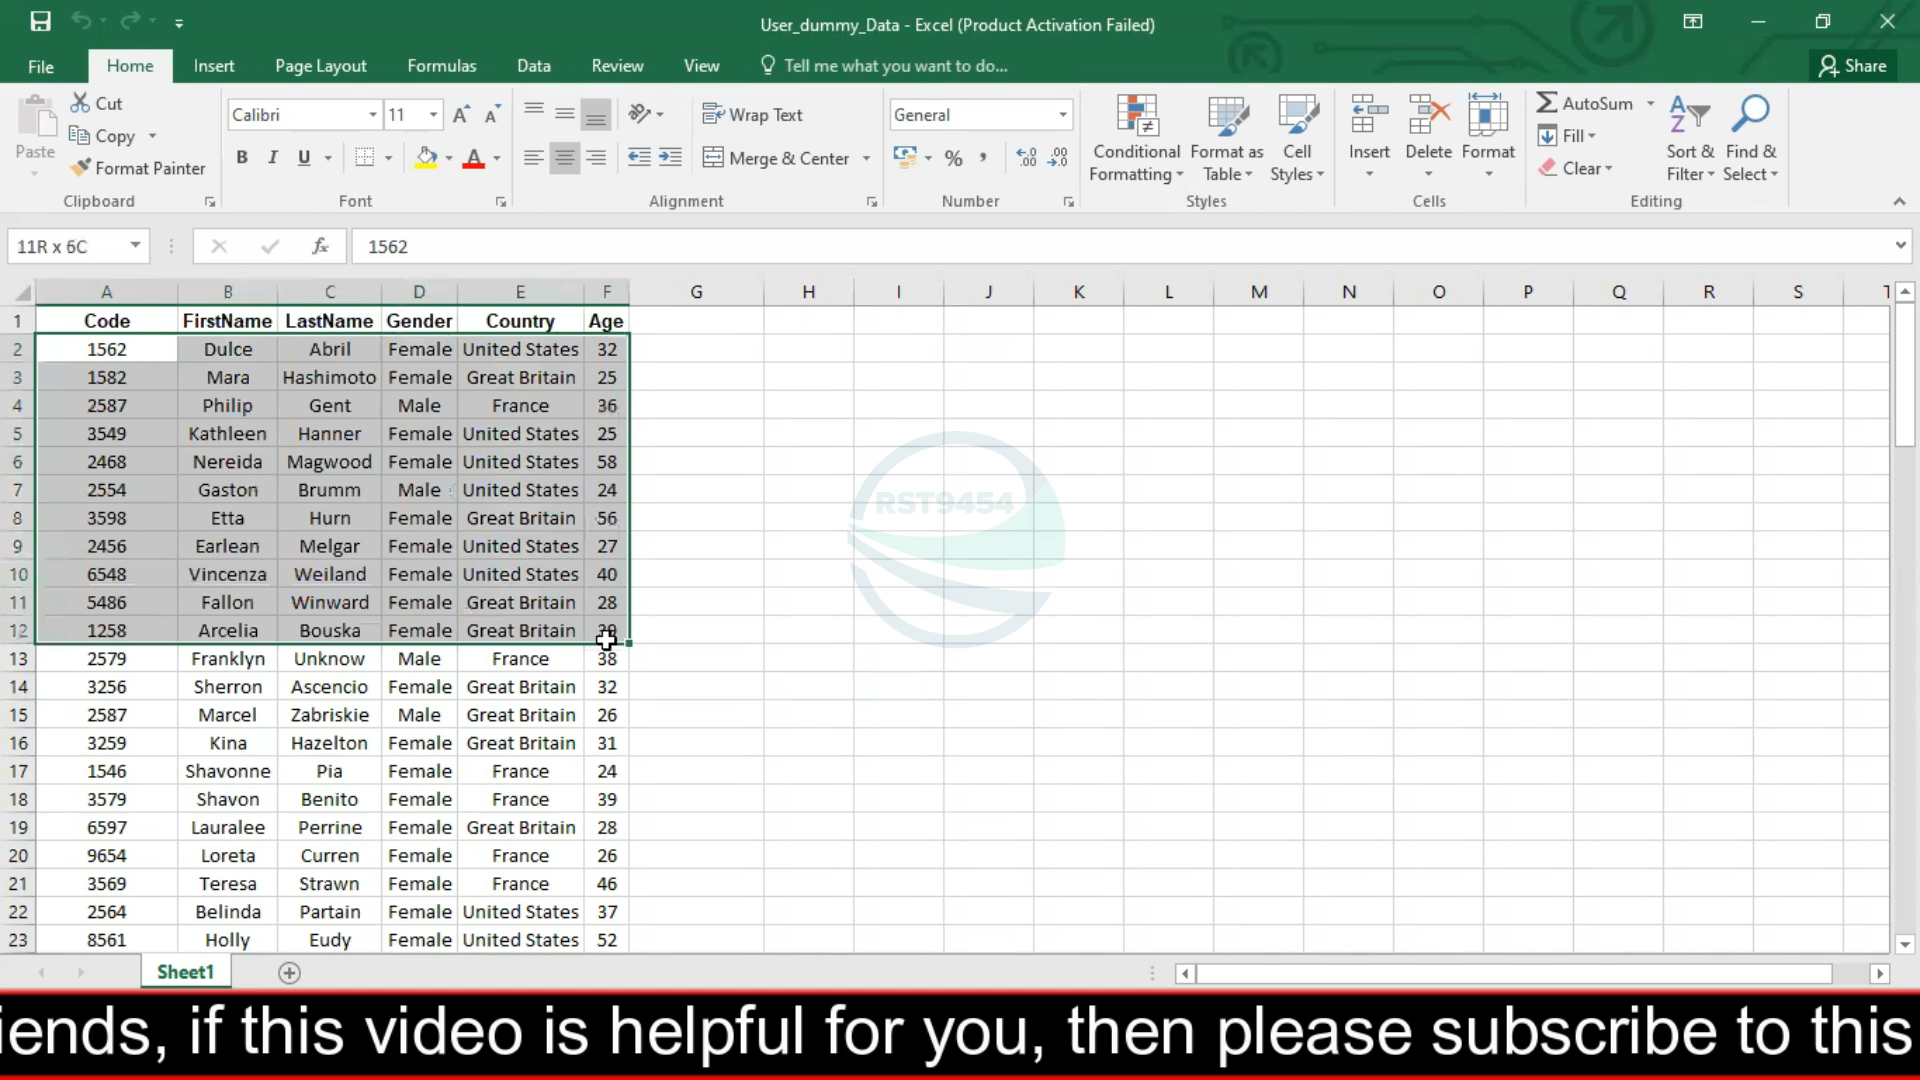 User_dummy_Data - Excel (Product Activation Failed)
File Home Insert Page Layout Formulas Data Review View Tell me what you want to do... Share
Paste Cut Copy Format Painter Clipboard
Calibri 11 B I U A Font
Wrap Text Merge & Center Alignment
General % Number
Conditional Formatting Format as Table Cell Styles Styles
Insert Delete Format Cells
AutoSum Fill Clear Sort & Filter Find & Select Editing
11R x 6C fx 1562
A B C D E F G H I J K L M N O P Q R S
1 Code FirstName LastName Gender Country Age
2 1562 Dulce Abril Female United States 32
3 1582 Mara Hashimoto Female Great Britain 25
4 2587 Philip Gent Male France 36
5 3549 Kathleen Hanner Female United States 25
6 2468 Nereida Magwood Female United States 58
7 2554 Gaston Brumm Male United States 24
8 3598 Etta Hurn Female Great Britain 56
9 2456 Earlean Melgar Female United States 27
10 6548 Vincenza Weiland Female United States 40
11 5486 Fallon Winward Female Great Britain 28
12 1258 Arcelia Bouska Female Great Britain
13 2579 Franklyn Unknow Male France 38
14 3256 Sherron Ascencio Female Great Britain 32
15 2587 Marcel Zabriskie Male Great Britain 26
16 3259 Kina Hazelton Female Great Britain 31
17 1546 Shavonne Pia Female France 24
18 3579 Shavon Benito Female France 39
19 6597 Lauralee Perrine Female Great Britain 28
20 9654 Loreta Curren Female France 26
21 3569 Teresa Strawn Female France 46
22 2564 Belinda Partain Female United States 37
23 8561 Holly Eudy Female United States 52
RST9454
Sheet1
iends, if this video is helpful for you, then please subscribe to this